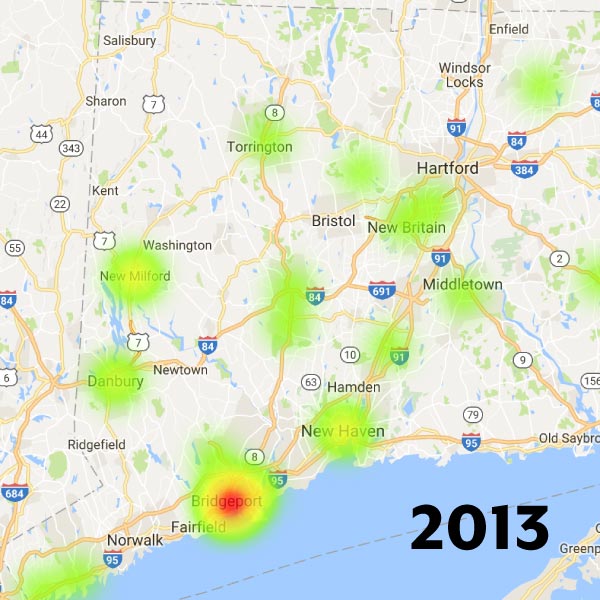 Enfield
Salisbury
Windsor
Locks
Sharon
7
8
44
343
91
84
8
Torrington
Hartford
384
Kent
22
Bristol
New Britain
7
Washington
55
91
2
New Milford
84
84
691
Middletown
7
84
10
91
9
6
Danbury
Newtown
63
Hamden
156
79
New Haven
95
Old Saybro
Ridgefield
8
95
684
Bridgeport
Fairfield
2013
Norwalk
95
Greenp